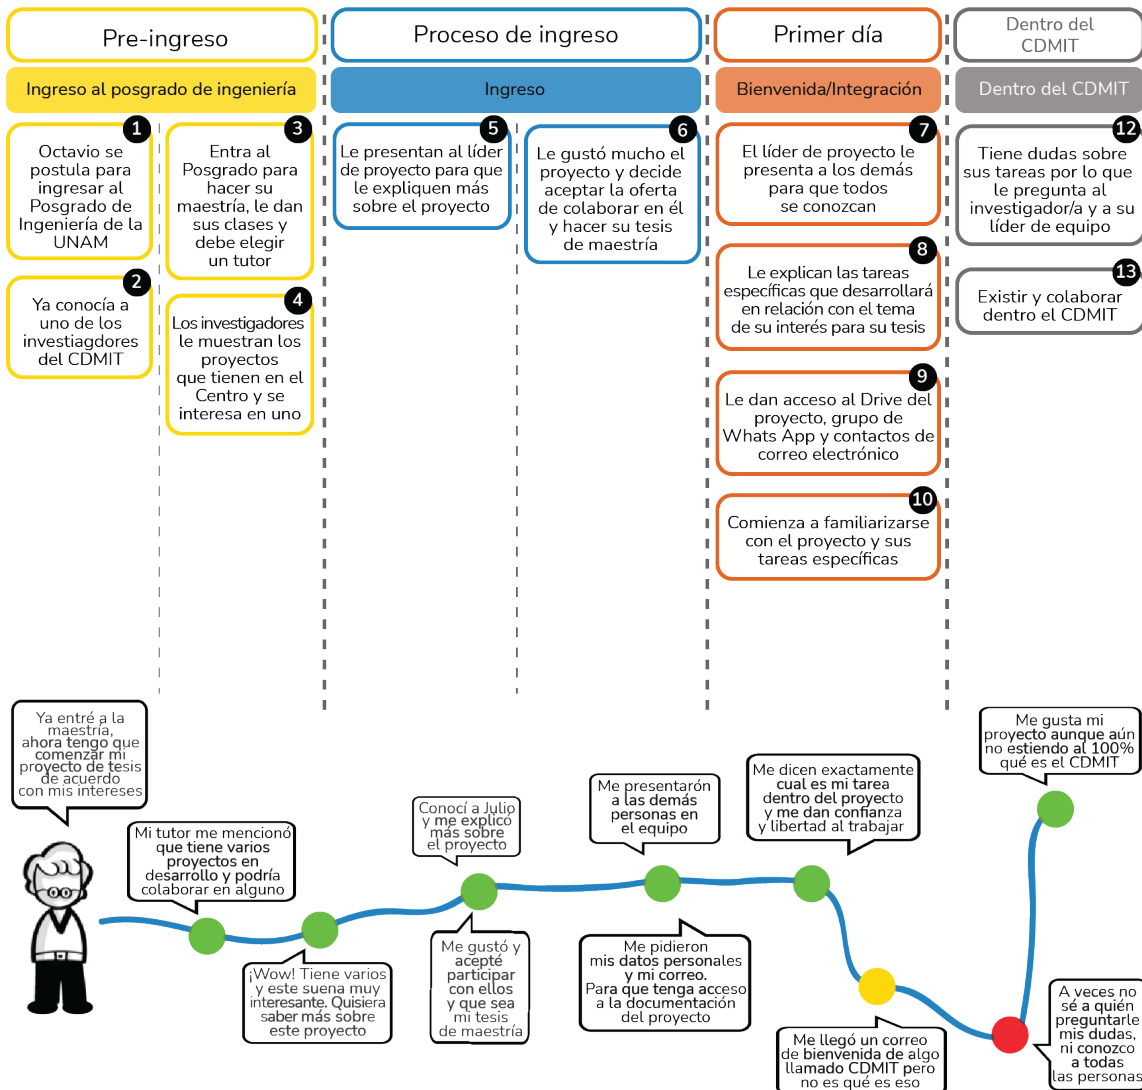 Pre-ingreso
Proceso de ingreso
Primer día
Dentro del
CDMIT
Ingreso al posgrado de ingeniería
Ingreso
Bienvenida/Integración
Dentro del CDMIT
1
Octavio se
postula para
ingresar al
Posgrado de
Ingeniería de la
UNAM
2
Ya conocía a
uno de los
investiagdores
del CDMIT
3
Entra al
Posgrado para
hacer su
maestría, le dan
sus clases y
debe elegir
un tutor
4
Los investigadores
le muestran los
proyectos
que tienen en el
Centro y se
interesa en uno
5
Le presentan al líder
de proyecto para que
le expliquen más
sobre el proyecto
6
Le gustó mucho el
proyecto y decide
aceptar la oferta
de colaborar en él
y hacer su tesis
de maestría
7
El líder de proyecto le
presenta a los demás
para que todos
se conozcan
8
Le explican las tareas
específicas que desarrollará
en relación con el tema
de su interés para su tesis
9
Le dan acceso al Drive del
proyecto, grupo de
Whats App y contactos de
correo electrónico
10
Comienza a familiarizarse
con el proyecto y sus
tareas específicas
12
Tiene dudas sobre
sus tareas por lo que
le pregunta al
investigador/a y a su
líder de equipo
13
Existir y colaborar
dentro el CDMIT
Ya entré a la
maestría,
ahora tengo que
comenzar mi
proyecto de tesis
de acuerdo
con mis intereses
Mi tutor me mencionó
que tiene varios
proyectos en
desarrollo y podría
colaborar en alguno
¡Wow! Tiene varios
y este suena muy
interesante. Quisiera
saber más sobre
este proyecto
Conocí a Julio
y me explicó
más sobre
el proyecto
Me gustó y
acepté
participar
con ellos
y que sea
mi tesis
de maestría
Me presentarón
a las demás
personas en
el equipo
Me pidieron
mis datos personales
y mi correo.
Para que tenga acceso
a la documentación
del proyecto
Me dicen exactamente
cual es mi tarea
dentro del proyecto
y me dan confianza
y libertad al trabajar
Me llegó un correo
de bienvenida de algo
llamado CDMIT pero
no es qué es eso
A veces no
sé a quién
preguntarle
mis dudas,
ni conozco
a todas
las personas
Me gusta mi
proyecto aunque aún
no estiendo al 100%
qué es el CDMIT